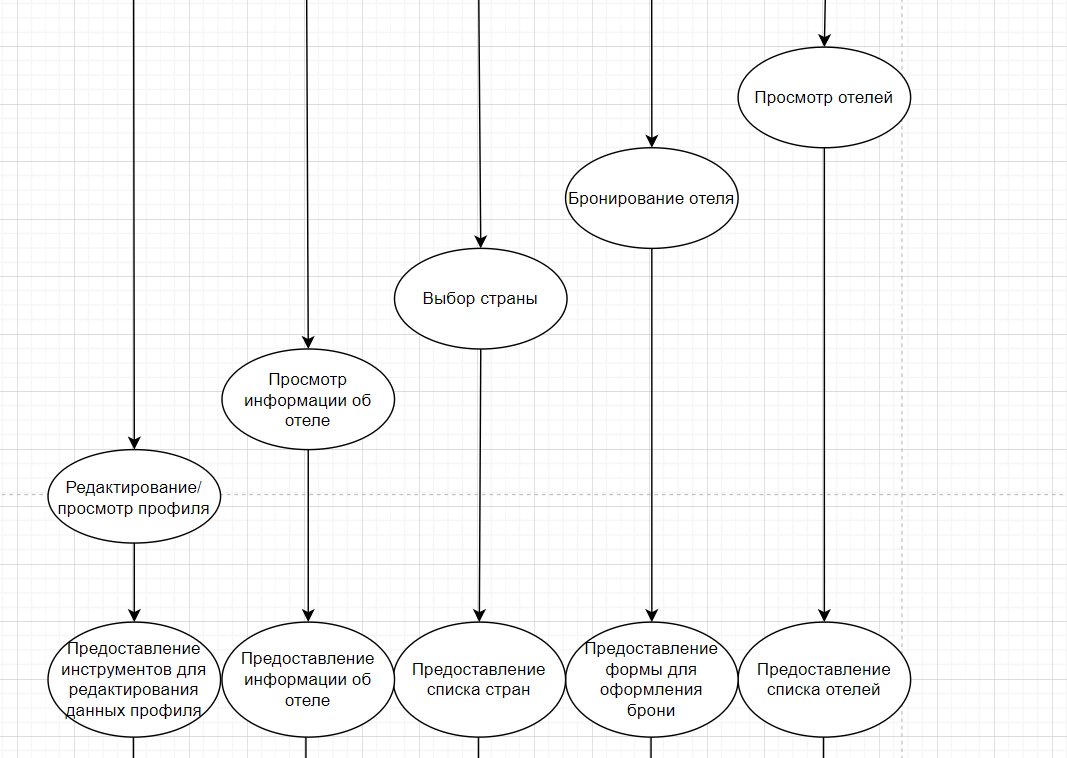 Просмотр отелей
Бронирование отеля
Выбор страны
Просмотр
информации об
отеле
Редактирование/
просмотр профиля
Предоставление
инструментов для
редактирования
данных профиля
Предоставление
информации об
отеле
Предоставление
списка стран
Предоставление
формы для
оформления
брони
Предоставление
списка отелей